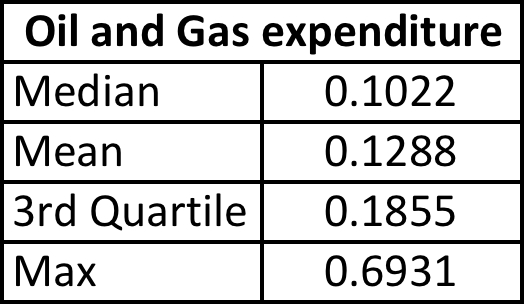 Oil and Gas expenditure
Median 0.1022
Mean 0.1288
3rd Quartile 0.1855
Max 0.6931